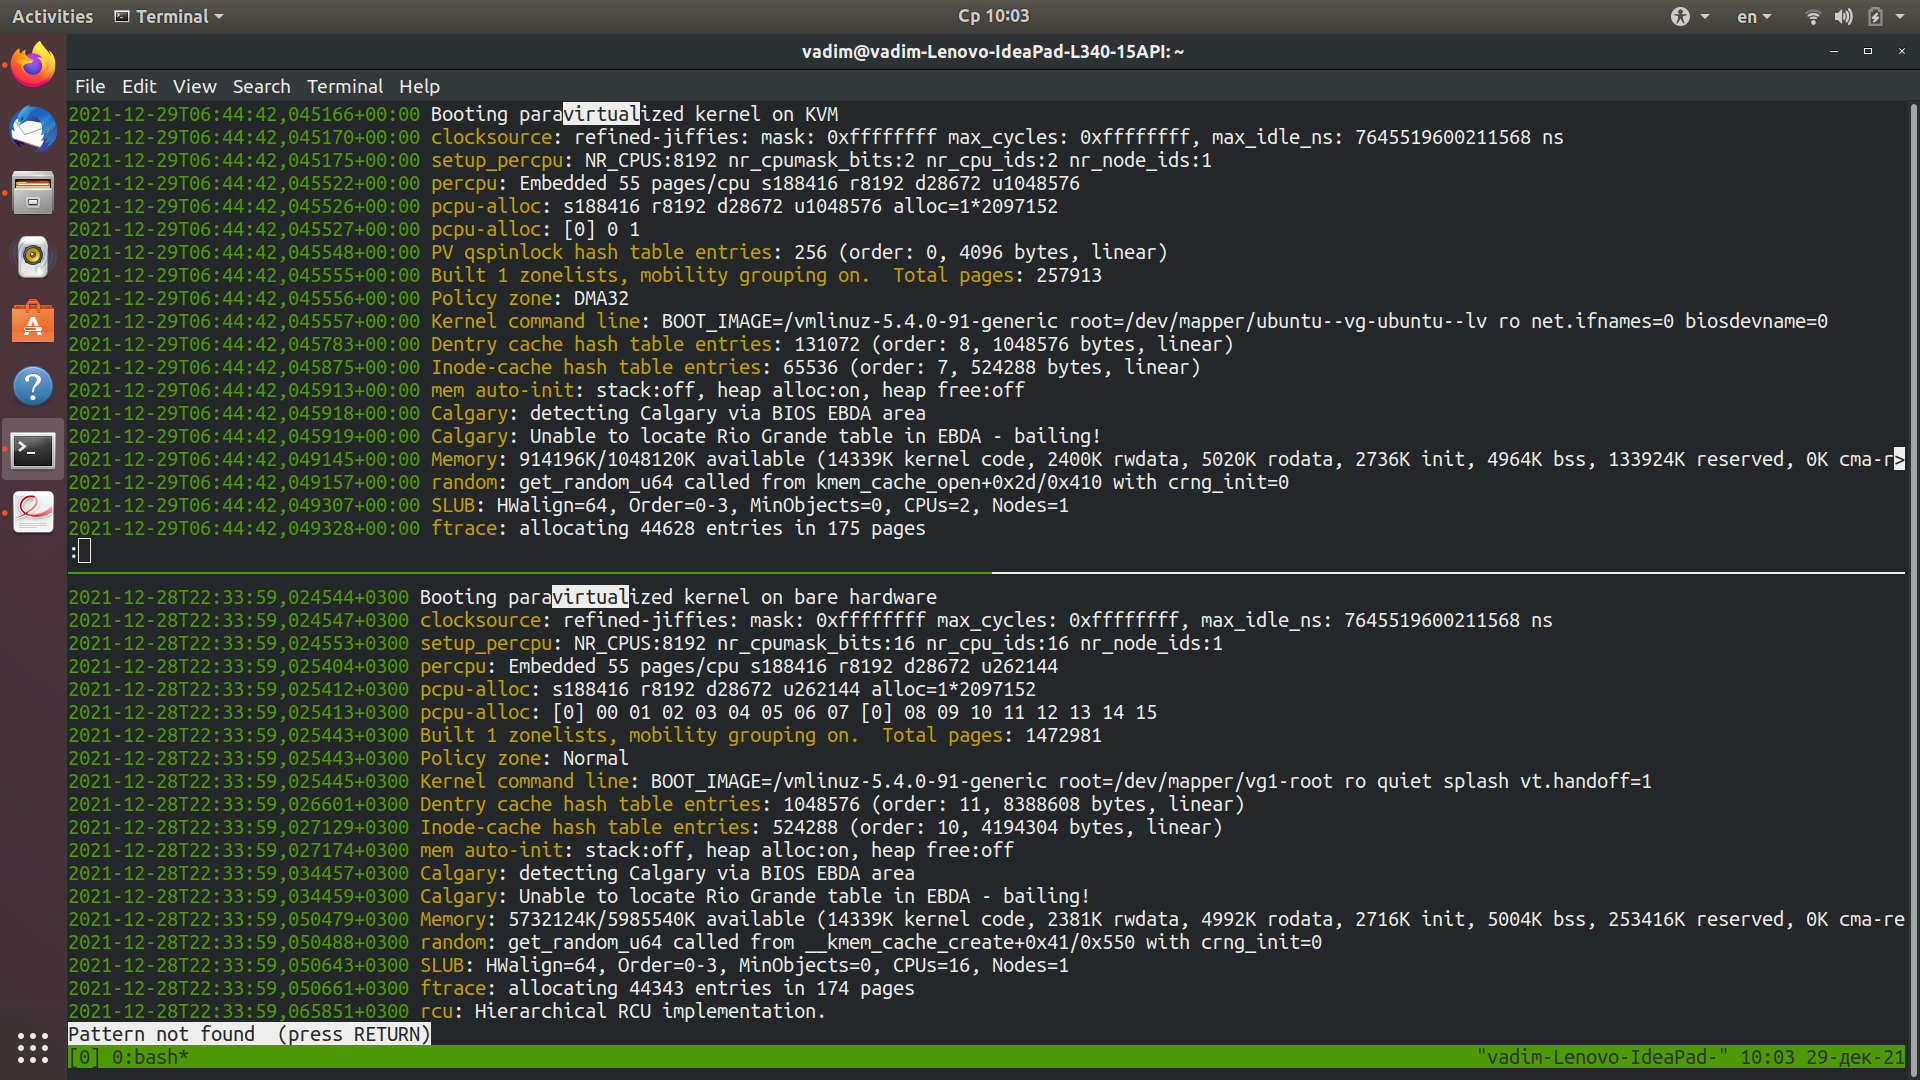 Activities Terminal Ср 10:03 en
vadim@vadim-Lenovo-IdeaPad-L340-15API: ~
File Edit View Search Terminal Help
2021-12-29T06:44:42,045166+00:00 Booting paravirtualized kernel on KVM
2021-12-29T06:44:42,045170+00:00 clocksource: refined-jiffies: mask: 0xffffffff max_cycles: 0xffffffff, max_idle_ns: 7645519600211568 ns
2021-12-29T06:44:42,045175+00:00 setup_percpu: NR_CPUS:8192 nr_cpumask_bits:2 nr_cpu_ids:2 nr_node_ids:1
2021-12-29T06:44:42,045522+00:00 percpu: Embedded 55 pages/cpu s188416 r8192 d28672 u1048576
2021-12-29T06:44:42,045526+00:00 pcpu-alloc: s188416 r8192 d28672 u1048576 alloc=1*2097152
2021-12-29T06:44:42,045527+00:00 pcpu-alloc: [0] 0 1
2021-12-29T06:44:42,045548+00:00 PV qspinlock hash table entries: 256 (order: 0, 4096 bytes, linear)
2021-12-29T06:44:42,045555+00:00 Built 1 zonelists, mobility grouping on.  Total pages: 257913
2021-12-29T06:44:42,045556+00:00 Policy zone: DMA32
2021-12-29T06:44:42,045557+00:00 Kernel command line: BOOT_IMAGE=/vmlinuz-5.4.0-91-generic root=/dev/mapper/ubuntu--vg-ubuntu--lv ro net.ifnames=0 biosdevname=0
2021-12-29T06:44:42,045783+00:00 Dentry cache hash table entries: 131072 (order: 8, 1048576 bytes, linear)
2021-12-29T06:44:42,045875+00:00 Inode-cache hash table entries: 65536 (order: 7, 524288 bytes, linear)
2021-12-29T06:44:42,045913+00:00 mem auto-init: stack:off, heap alloc:on, heap free:off
2021-12-29T06:44:42,045918+00:00 Calgary: detecting Calgary via BIOS EBDA area
2021-12-29T06:44:42,045919+00:00 Calgary: Unable to locate Rio Grande table in EBDA - bailing!
2021-12-29T06:44:42,049145+00:00 Memory: 914196K/1048120K available (14339K kernel code, 2400K rwdata, 5020K rodata, 2736K init, 4964K bss, 133924K reserved, 0K cma-r>
2021-12-29T06:44:42,049157+00:00 random: get_random_u64 called from kmem_cache_open+0x2d/0x410 with crng_init=0
2021-12-29T06:44:42,049307+00:00 SLUB: HWalign=64, Order=0-3, MinObjects=0, CPUs=2, Nodes=1
2021-12-29T06:44:42,049328+00:00 ftrace: allocating 44628 entries in 175 pages
:
2021-12-28T22:33:59,024544+0300 Booting paravirtualized kernel on bare hardware
2021-12-28T22:33:59,024547+0300 clocksource: refined-jiffies: mask: 0xffffffff max_cycles: 0xffffffff, max_idle_ns: 7645519600211568 ns
2021-12-28T22:33:59,024553+0300 setup_percpu: NR_CPUS:8192 nr_cpumask_bits:16 nr_cpu_ids:16 nr_node_ids:1
2021-12-28T22:33:59,025404+0300 percpu: Embedded 55 pages/cpu s188416 r8192 d28672 u262144
2021-12-28T22:33:59,025412+0300 pcpu-alloc: s188416 r8192 d28672 u262144 alloc=1*2097152
2021-12-28T22:33:59,025413+0300 pcpu-alloc: [0] 00 01 02 03 04 05 06 07 [0] 08 09 10 11 12 13 14 15
2021-12-28T22:33:59,025443+0300 Built 1 zonelists, mobility grouping on.  Total pages: 1472981
2021-12-28T22:33:59,025443+0300 Policy zone: Normal
2021-12-28T22:33:59,025445+0300 Kernel command line: BOOT_IMAGE=/vmlinuz-5.4.0-91-generic root=/dev/mapper/vg1-root ro quiet splash vt.handoff=1
2021-12-28T22:33:59,026601+0300 Dentry cache hash table entries: 1048576 (order: 11, 8388608 bytes, linear)
2021-12-28T22:33:59,027129+0300 Inode-cache hash table entries: 524288 (order: 10, 4194304 bytes, linear)
2021-12-28T22:33:59,027174+0300 mem auto-init: stack:off, heap alloc:on, heap free:off
2021-12-28T22:33:59,034457+0300 Calgary: detecting Calgary via BIOS EBDA area
2021-12-28T22:33:59,034459+0300 Calgary: Unable to locate Rio Grande table in EBDA - bailing!
2021-12-28T22:33:59,050479+0300 Memory: 5732124K/5985540K available (14339K kernel code, 2381K rwdata, 4992K rodata, 2716K init, 5004K bss, 253416K reserved, 0K cma-re
2021-12-28T22:33:59,050488+0300 random: get_random_u64 called from __kmem_cache_create+0x41/0x550 with crng_init=0
2021-12-28T22:33:59,050643+0300 SLUB: HWalign=64, Order=0-3, MinObjects=0, CPUs=16, Nodes=1
2021-12-28T22:33:59,050661+0300 ftrace: allocating 44343 entries in 174 pages
2021-12-28T22:33:59,065851+0300 rcu: Hierarchical RCU implementation.
Pattern not found  (press RETURN)
[0] 0:bash* "vadim-Lenovo-IdeaPad-" 10:03 29-дек-21